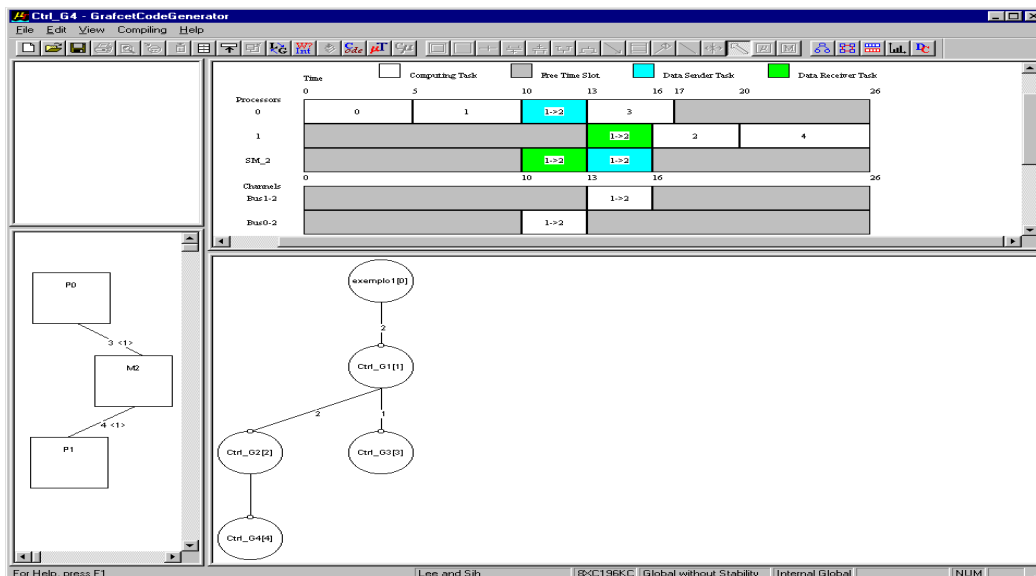 Ctrl_G4 - GrafcetCodeGenerator
File Edit View Compiling Help
Time Computing Task Free Time Slot Data Sender Task Data Receiver Task
0 5 10 13 16 17 20 26
Processors
0 0 1 1->2 3
1 1->2 2 4
SM_2 1->2 1->2
0 10 13 16 26
Channels
Bus1-2 1->2
Bus0-2 1->2
P0
3 <1>
M2
4 <1>
P1
exemplo1[0]
2
Ctrl_G1[1]
2 1
Ctrl_G2[2] Ctrl_G3[3]
Ctrl_G4[4]
For Help, press F1 Lee and Sih 8XC196KC Global without Stability Internal Global NUM